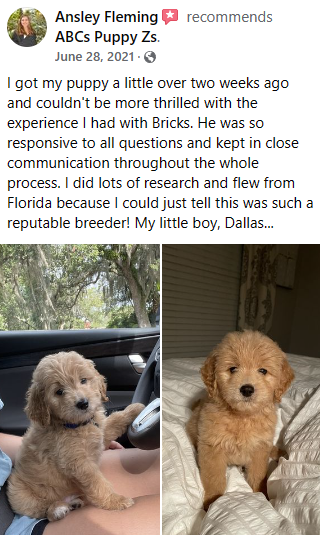 Ansley Fleming recommends
ABCs Puppy Zs.
June 28, 2021 ·
I got my puppy a little over two weeks ago
and couldn't be more thrilled with the
experience I had with Bricks. He was so
responsive to all questions and kept in close
communication throughout the whole
process. I did lots of research and flew from
Florida because I could just tell this was such a
reputable breeder! My little boy, Dallas...